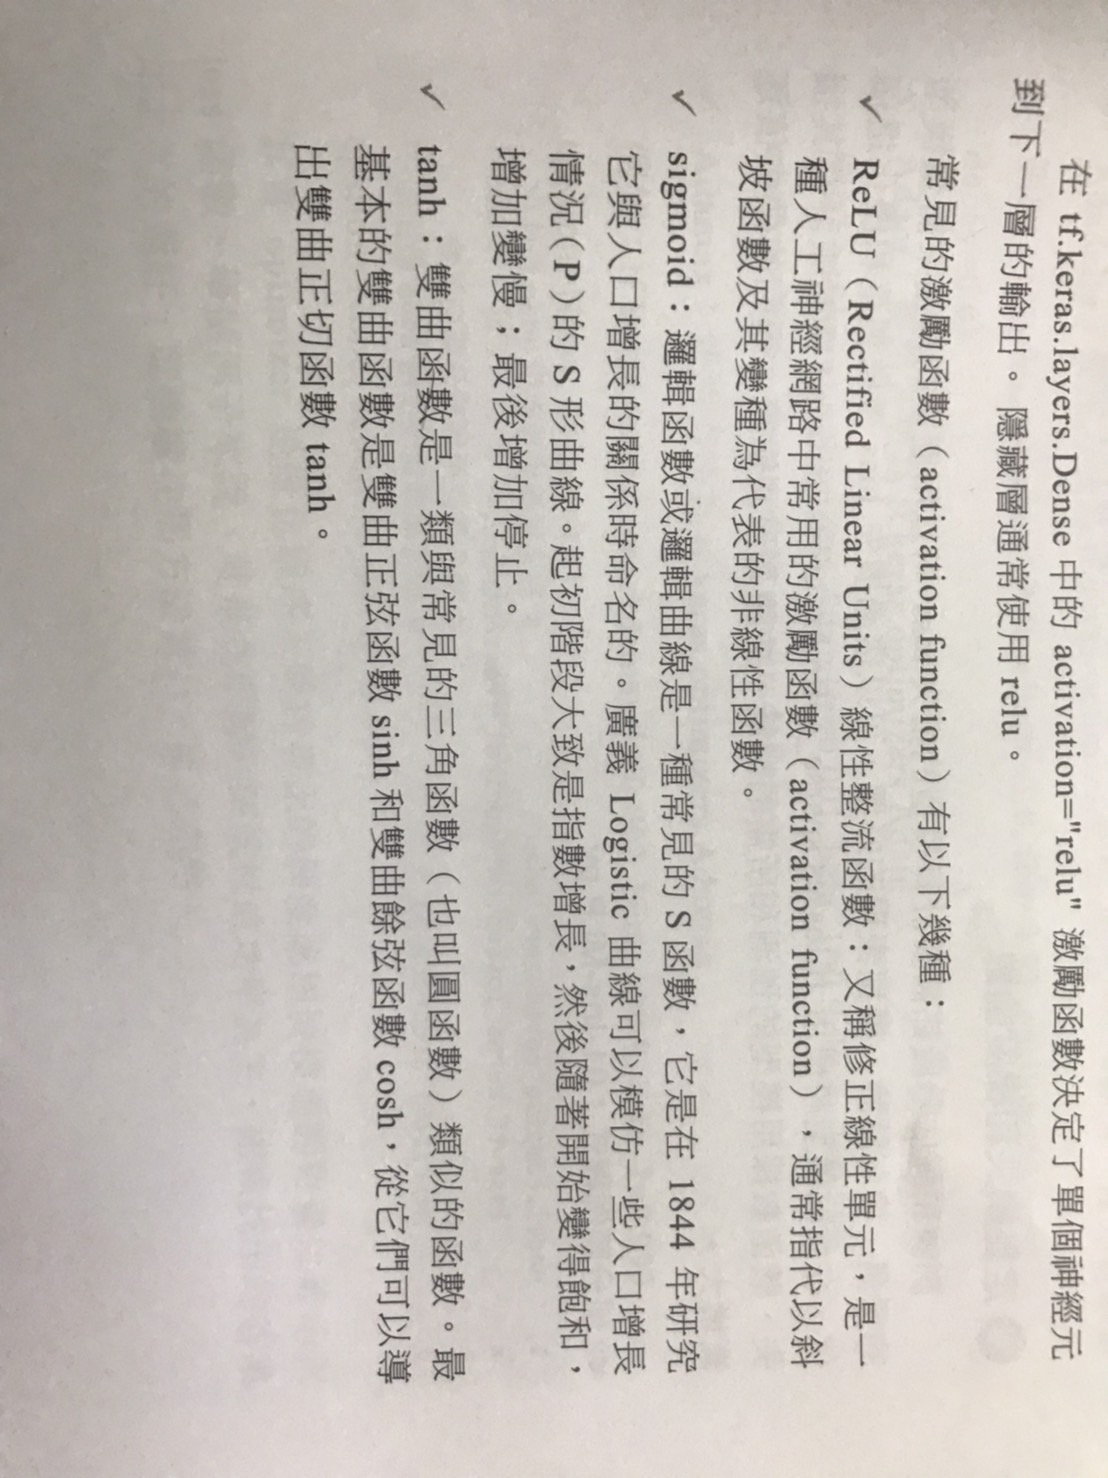 在 tf.keras.layers.Dense 中的 activation="relu" 激勵函數決定了單個神經元
到下一層的輸出。 隱藏層通常使用 relu。
常見的激勵函數（activation function）有以下幾種：
✓ ReLU（Rectified Linear Units）線性整流函數：又稱修正線性單元，是一
種人工神經網路中常用的激勵函數（activation function），通常指代以斜
坡函數及其變種為代表的非線性函數。
✓ sigmoid：邏輯函數或邏輯曲線是一種常見的 S 函數，它是在 1844 年研究
它與人口增長的關係時命名的。廣義 Logistic 曲線可以模仿一些人口增長
情況（P）的 S 形曲線。起初階段大致是指數增長，然後隨著開始變得飽和，
增加變慢；最後增加停止。
✓ tanh：雙曲函數是一類與常見的三角函數（也叫圓函數）類似的函數。最
基本的雙曲函數是雙曲正弦函數 sinh 和雙曲餘弦函數 cosh，從它們可以導
出雙曲正切函數 tanh。